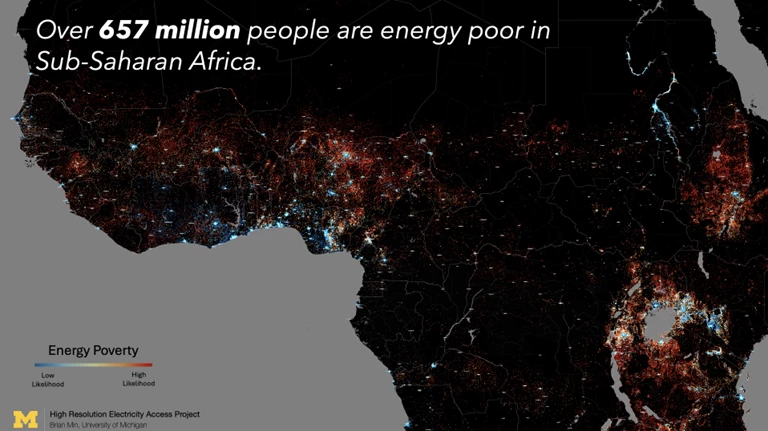 Over 657 million people are energy poor in
Sub-Saharan Africa.
Energy Poverty
Low
Likelihood
High
Likelihood
M
High Resolution Electricity Access Project
Brian Min, University of Michigan